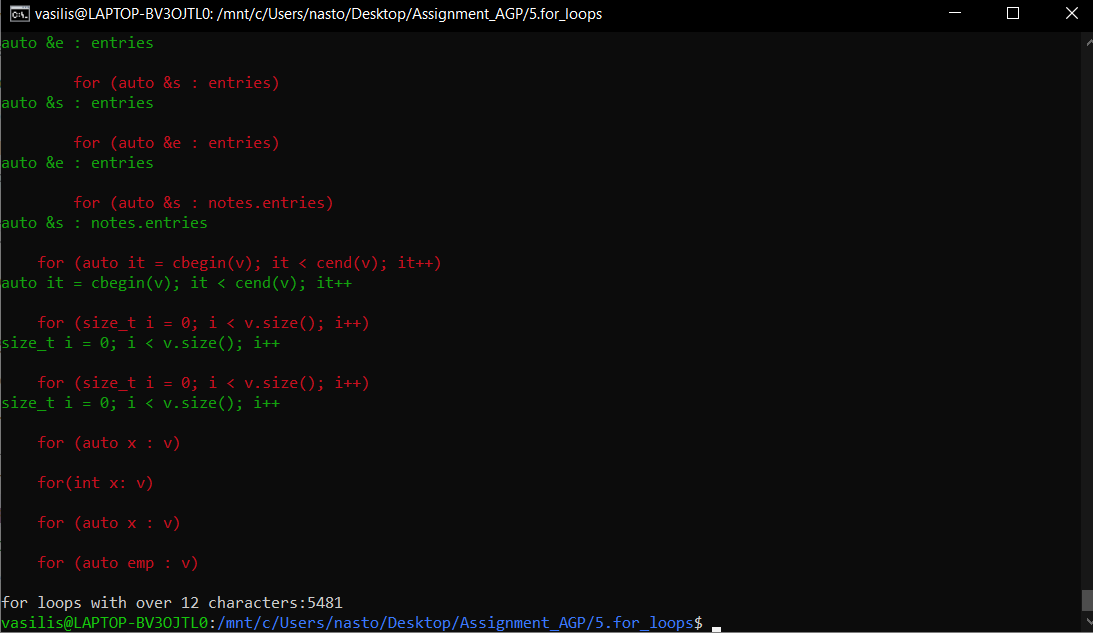 vasilis@LAPTOP-BV3OJTL0: /mnt/c/Users/nasto/Desktop/Assignment_AGP/5.for_loops
auto &e : entries
for (auto &s : entries)
auto &s : entries
for (auto &e : entries)
auto &e : entries
for (auto &s : notes.entries)
auto &s : notes.entries
for (auto it = cbegin(v); it < cend(v); it++)
auto it = cbegin(v); it < cend(v); it++
for (size_t i = 0; i < v.size(); i++)
size_t i = 0; i < v.size(); i++
for (size_t i = 0; i < v.size(); i++)
size_t i = 0; i < v.size(); i++
for (auto x : v)
for(int x: v)
for (auto x : v)
for (auto emp : v)
for loops with over 12 characters:5481
vasilis@LAPTOP-BV3OJTL0:/mnt/c/Users/nasto/Desktop/Assignment_AGP/5.for_loops$